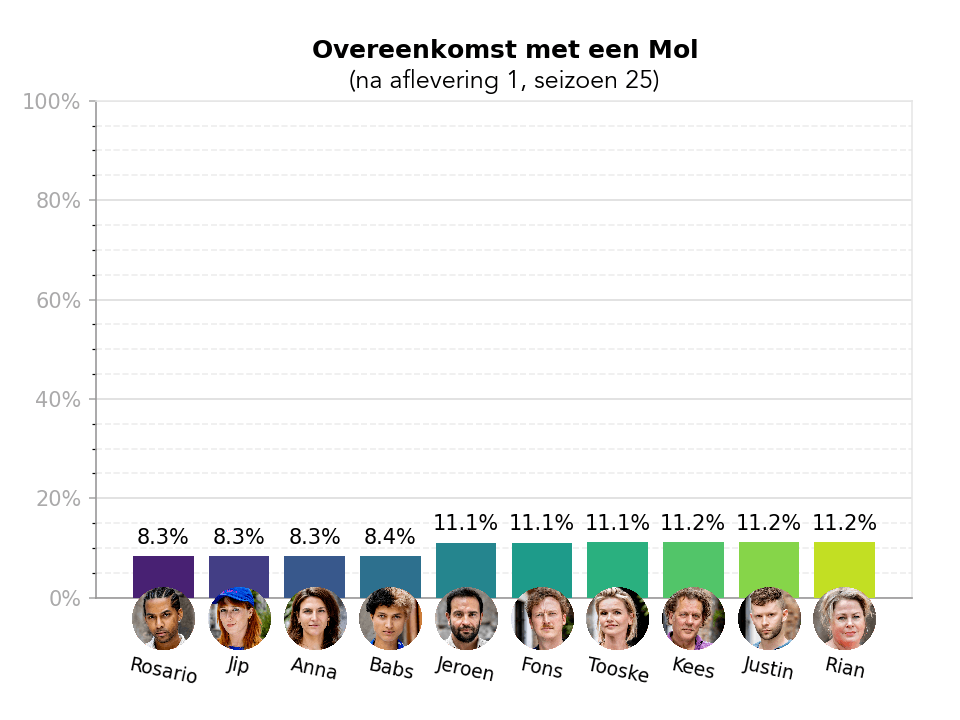 Overeenkomst met een Mol
(na aflevering 1, seizoen 25)
100%
80%
60%
40%
20%
0%
8.3% 8.3% 8.3% 8.4% 11.1% 11.1% 11.1% 11.2% 11.2% 11.2%
Rosario Jip Anna Babs Jeroen Fons Tooske Kees Justin Rian